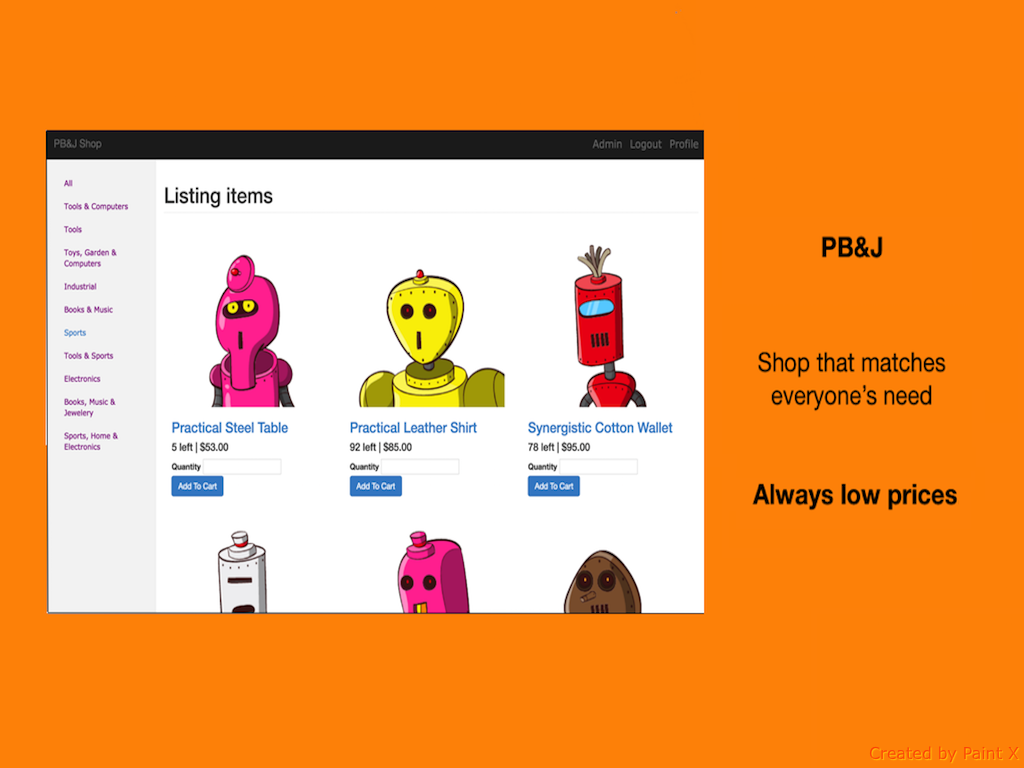 PB&J Shop
Admin Logout Profile
All
Tools & Computers
Tools
Toys, Garden &
Computers
Industrial
Books & Music
Sports
Tools & Sports
Electronics
Books, Music &
Jewelery
Sports, Home &
Electronics
Listing items
Practical Steel Table
5 left | $53.00
Quantity
Add To Cart
Practical Leather Shirt
92 left | $85.00
Quantity
Add To Cart
Synergistic Cotton Wallet
78 left | $95.00
Quantity
Add To Cart
PB&J
Shop that matches
everyone's need
Always low prices
Created by Paint X